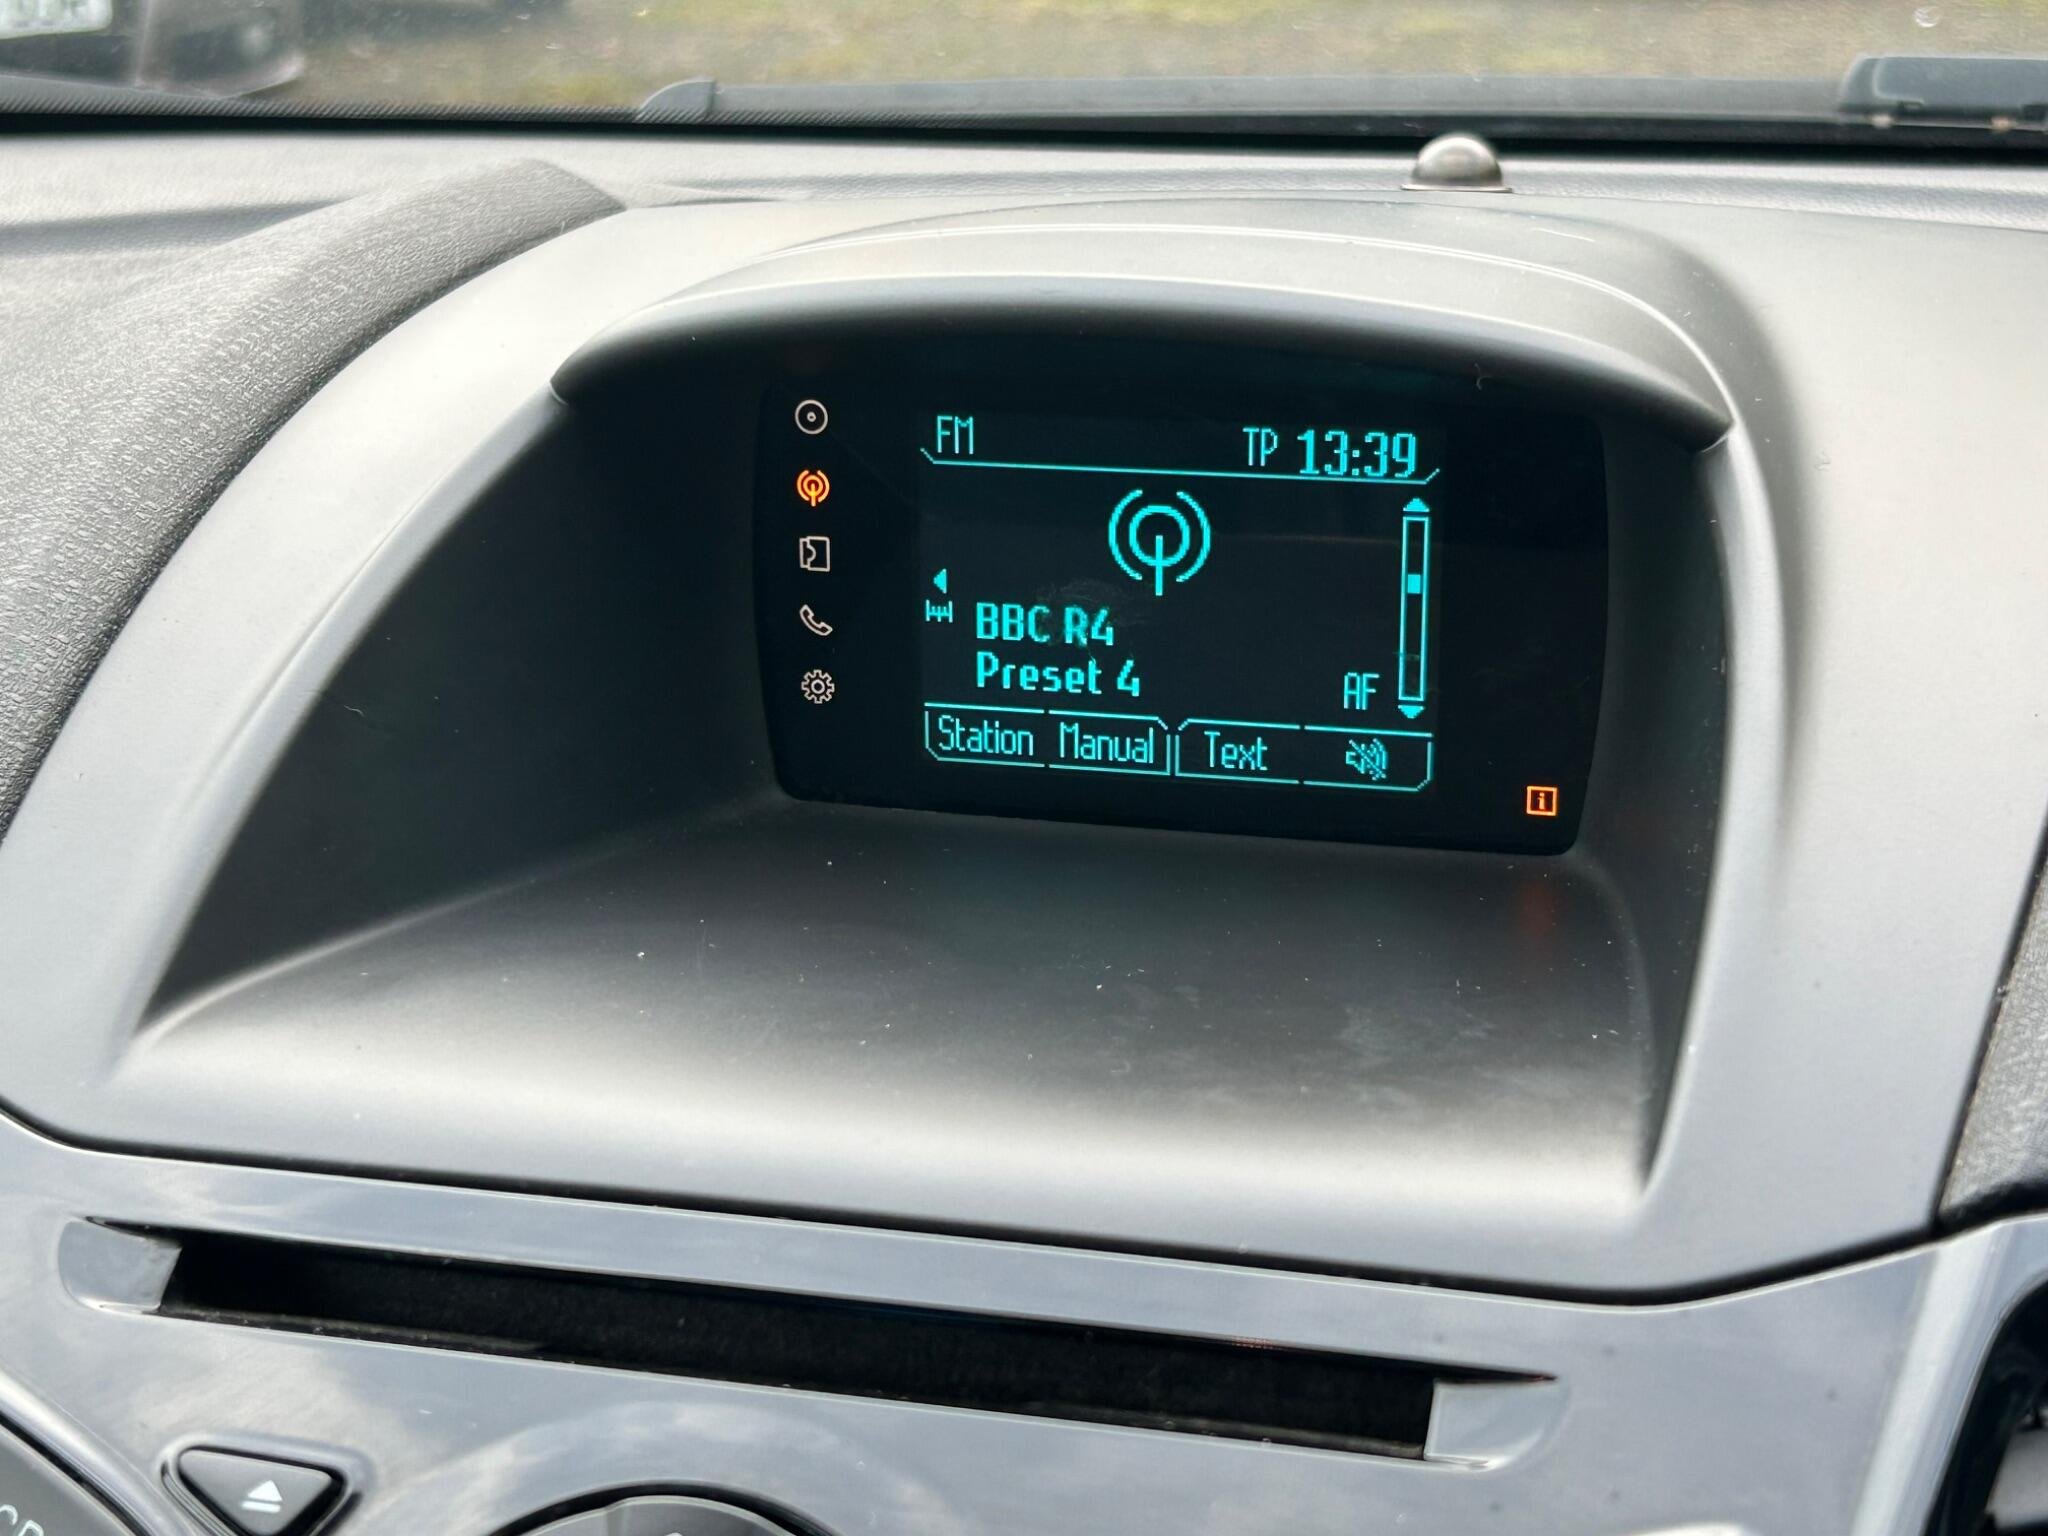 FM TP 13:39
BBC R4
Preset 4
AF
Station Manual Text
i